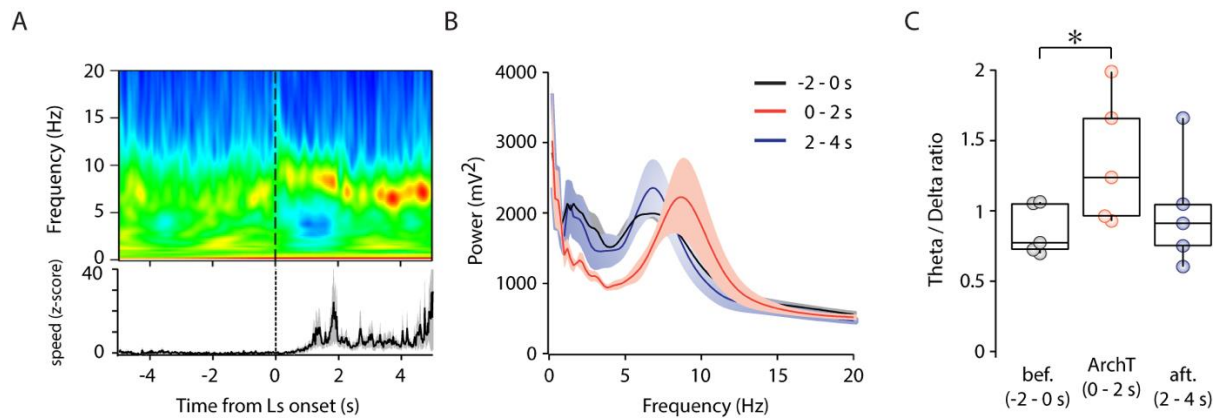 A
Frequency (Hz)
20
15
10
5
0
speed (z-score)
40
0
-4
-2
0
2
4
Time from Ls onset (s)
B
Power (mV²)
4000
3000
2000
1000
0
0
5
10
15
20
Frequency (Hz)
-2 - 0 s
0 - 2 s
2 - 4 s
C
*
Theta / Delta ratio
2
1.5
1
0.5
0
bef.
(-2 - 0 s)
ArchT
(0 - 2 s)
aft.
(2 - 4 s)